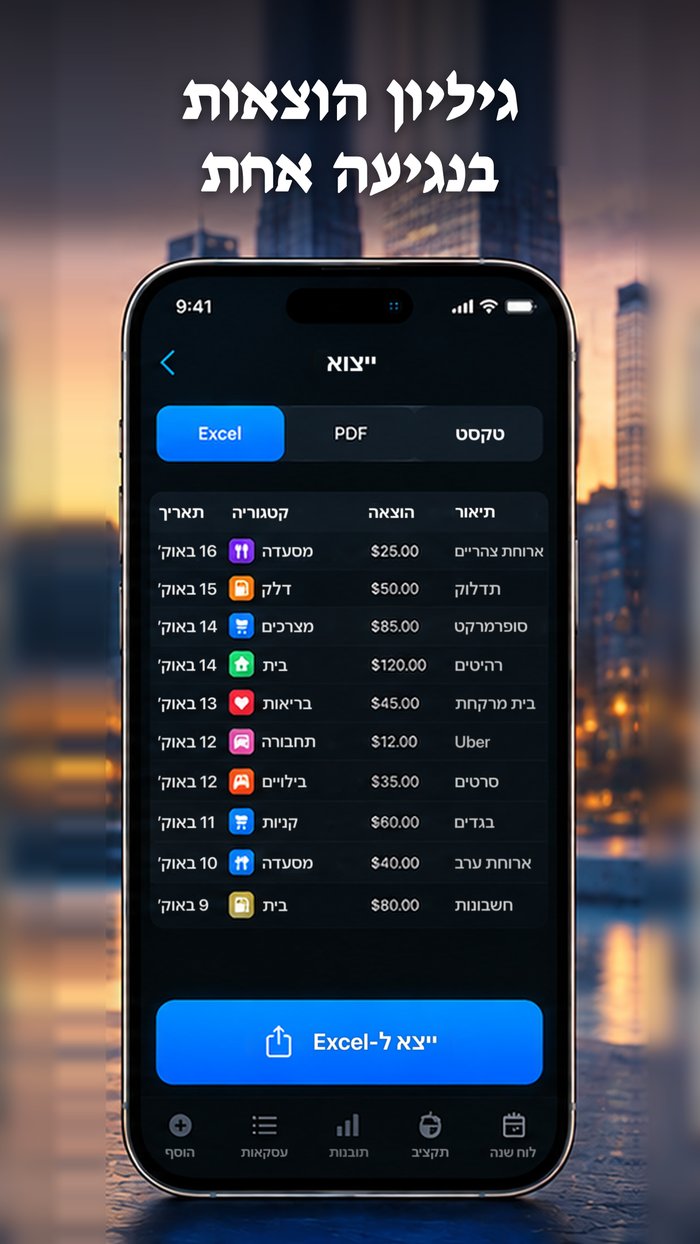 גיליון הוצאות
בנגיעה אחת
9:41
ייצוא
Excel PDF טקסט
תאריך קטגוריה הוצאה תיאור
16 באוק׳ מסעדה $25.00 ארוחת צהריים
15 באוק׳ דלק $50.00 תדלוק
14 באוק׳ מצרכים $85.00 סופרמרקט
14 באוק׳ בית $120.00 רהיטים
13 באוק׳ בריאות $45.00 בית מרקחת
12 באוק׳ תחבורה $12.00 Uber
12 באוק׳ בילויים $35.00 סרטים
11 באוק׳ קניות $60.00 בגדים
10 באוק׳ מסעדה $40.00 ארוחת ערב
9 באוק׳ בית $80.00 חשבונות
ייצא ל-Excel
הוסף עסקאות תובנות תקציב לוח שנה